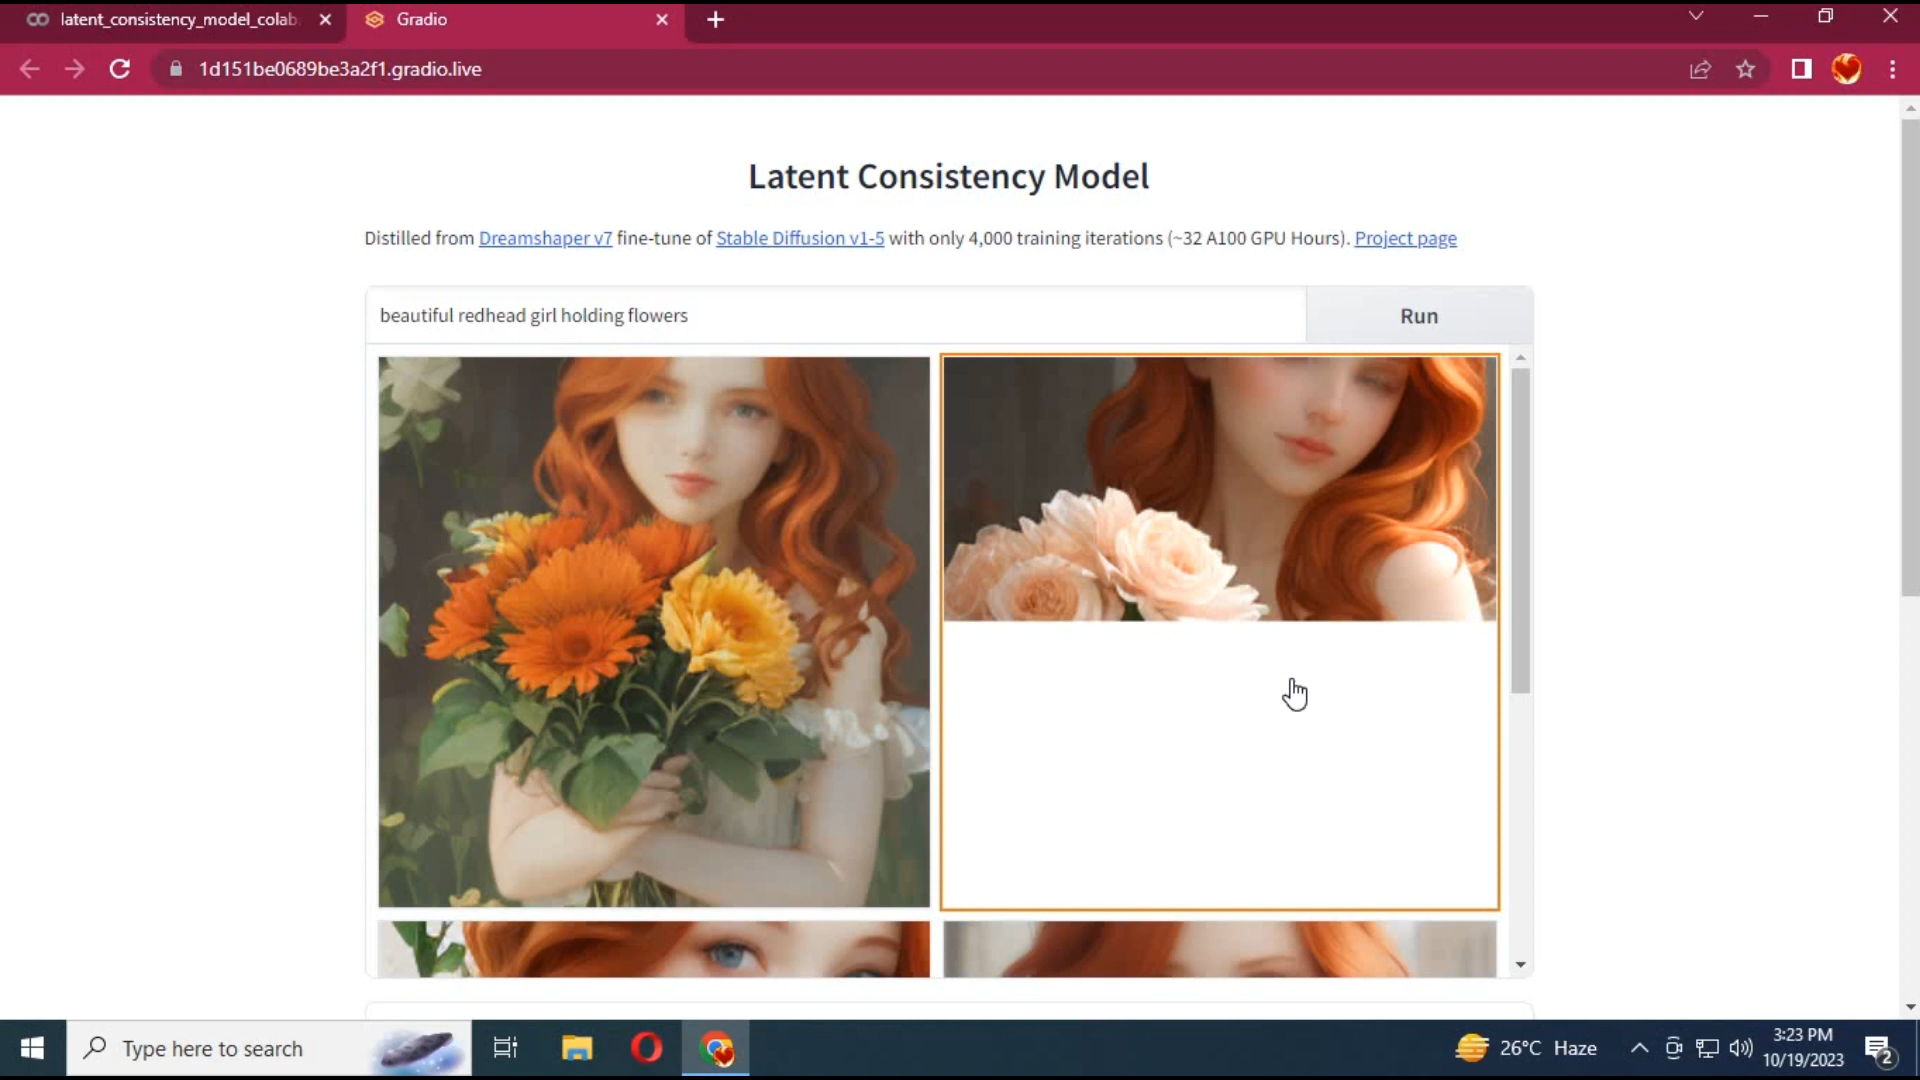 latent_consistency_model_colab
Gradio
1d151be0689be3a2f1.gradio.live
Latent Consistency Model
Distilled from Dreamshaper v7 fine-tune of Stable Diffusion v1-5 with only 4,000 training iterations (~32 A100 GPU Hours). Project page
beautiful redhead girl holding flowers
Run
Type here to search
26°C Haze
3:23 PM
10/19/2023
2